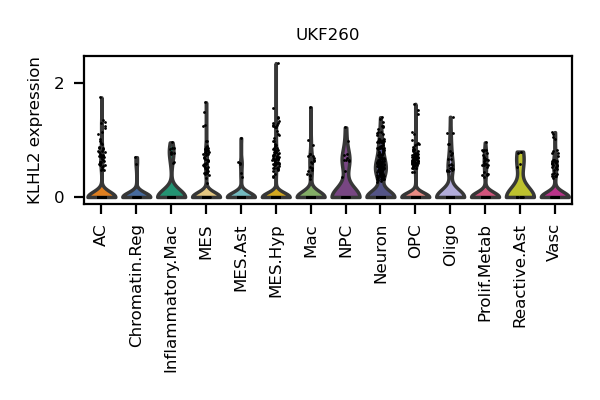 UKF260
KLHL2 expression
2
0
AC
Chromatin.Reg
Inflammatory.Mac
MES
MES.Ast
MES.Hyp
Mac
NPC
Neuron
OPC
Oligo
Prolif.Metab
Reactive.Ast
Vasc